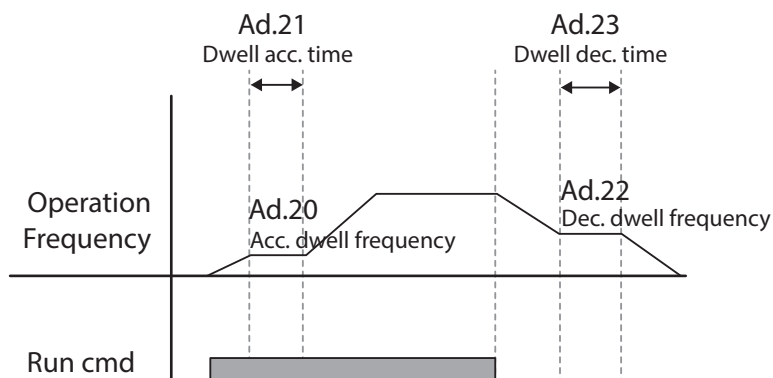 Ad.21
Dwell acc. time
Ad.23
Dwell dec. time
Operation
Frequency
Ad.20
Acc. dwell frequency
Ad.22
Dec. dwell frequency
Run cmd